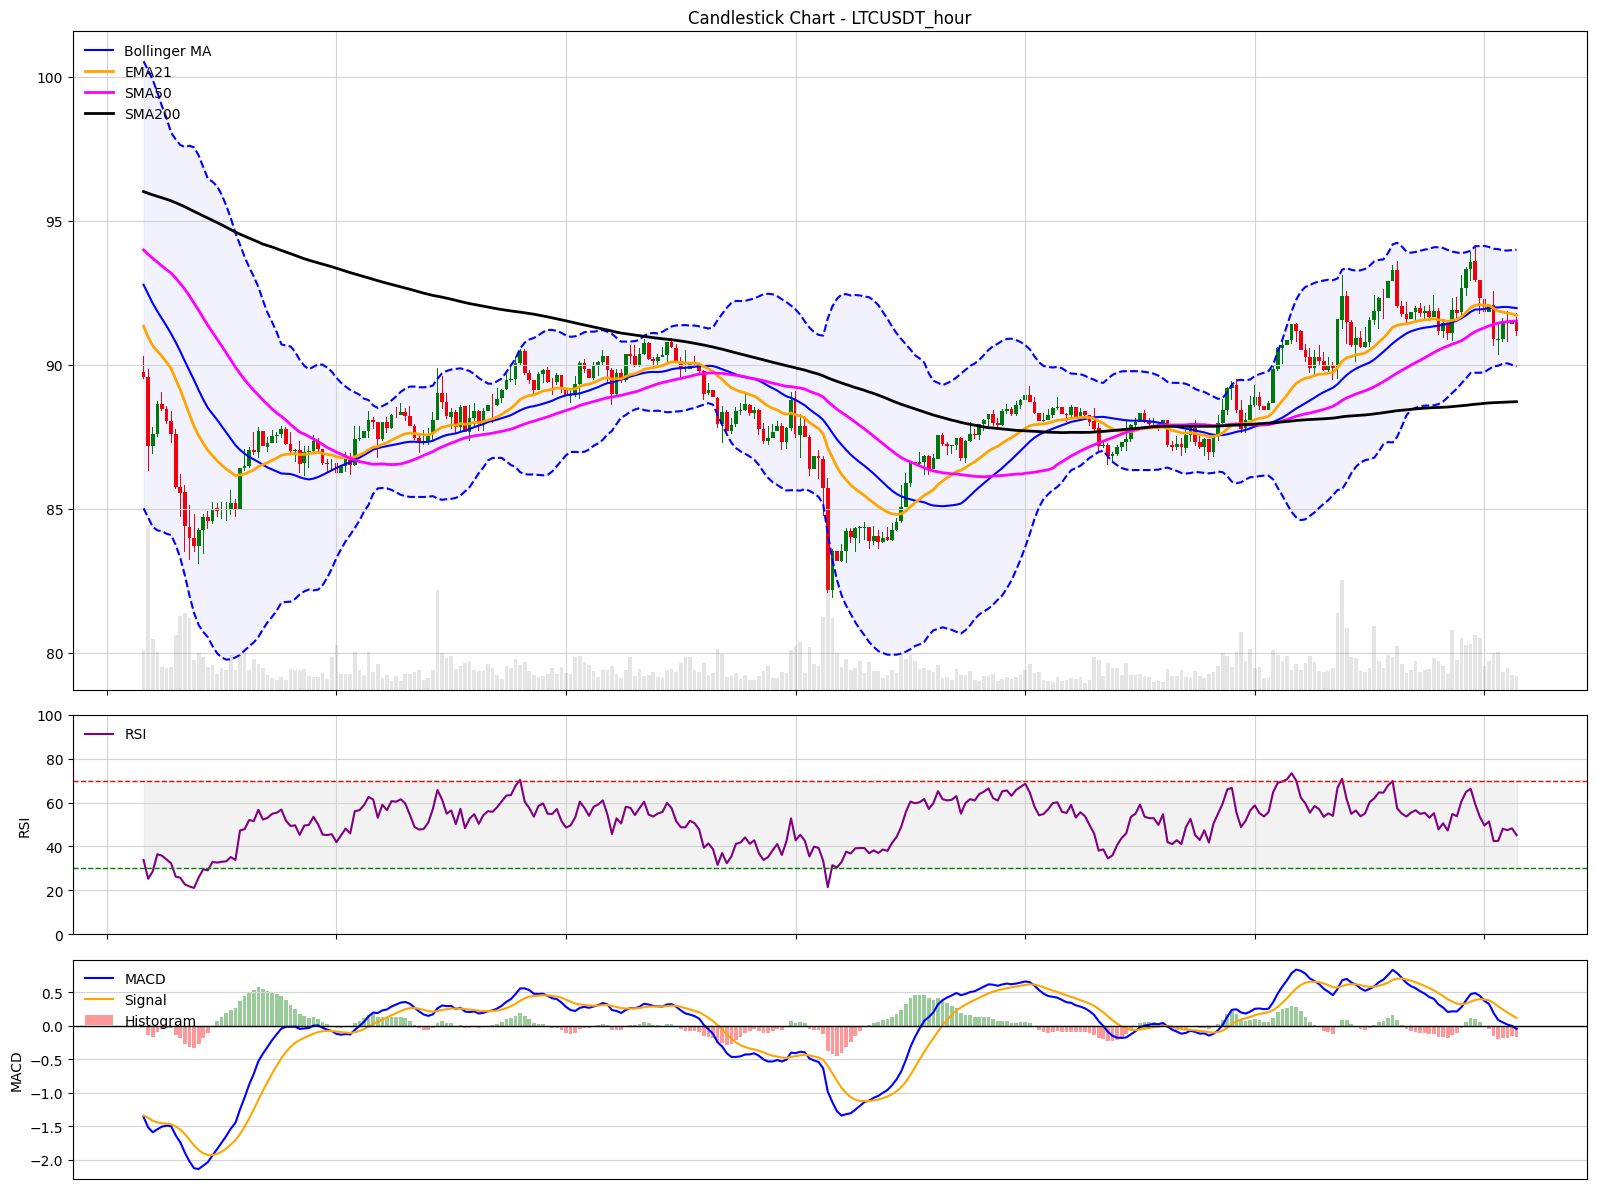 Candlestick Chart - LTCUSDT_hour
Bollinger MA
EMA21
SMA50
SMA200
100
95
90
85
80
RSI
100
80
60
40
20
0
RSI
MACD
Signal
Histogram
0.5
0.0
−0.5
−1.0
−1.5
−2.0
MACD